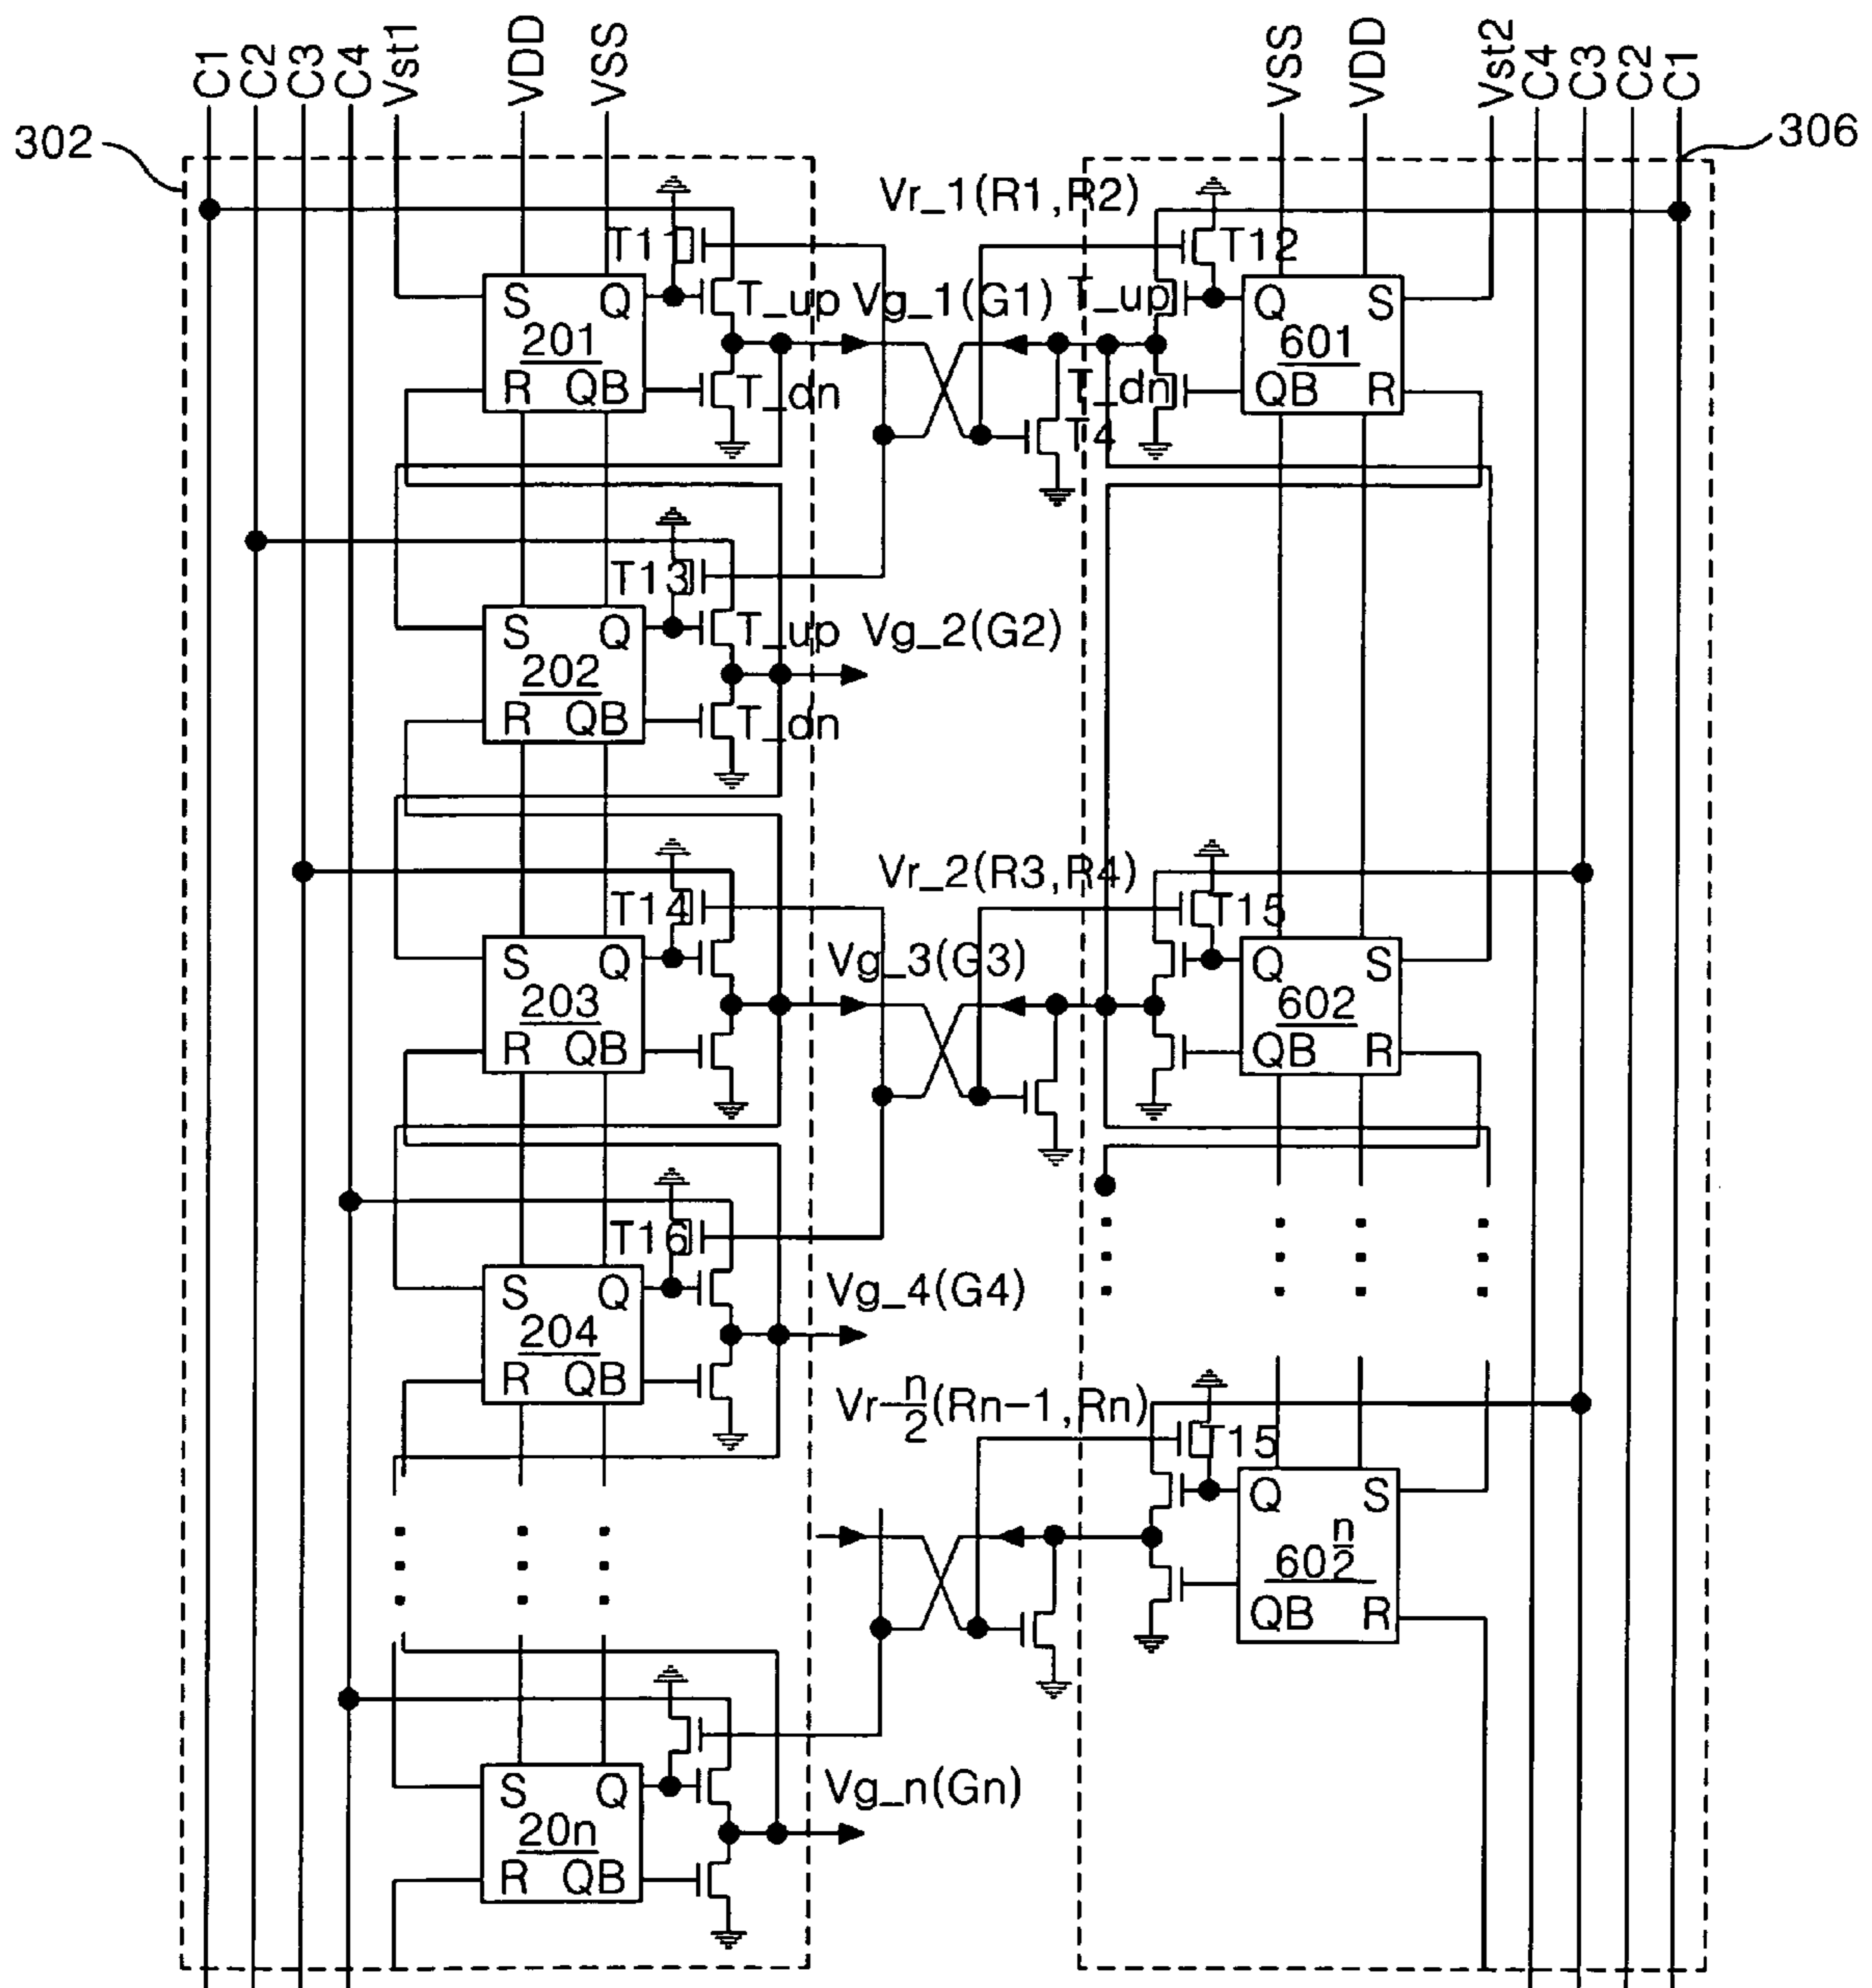 C1 C2 C3 C4 Vst1 VDD VSS VSS VDD Vst2 C4 C3 C2 C1
302 306
Vr_1(R1,R2)
T11 T12
S Q T_up Vg_1(G1) T_up Q S
201 601
R QB T_dn T_dn QB R
T4
T13
S Q T_up Vg_2(G2)
202
R QB T_dn
Vr_2(R3,R4)
T14 T15
S Q Vg_3(G3) Q S
203 602
R QB QB R
T16
S Q Vg_4(G4)
204
R QB
Vr-n/2(Rn-1,Rn)
T15
Q S
60n/2
QB R
S Q Vg_n(Gn)
20n
R QB